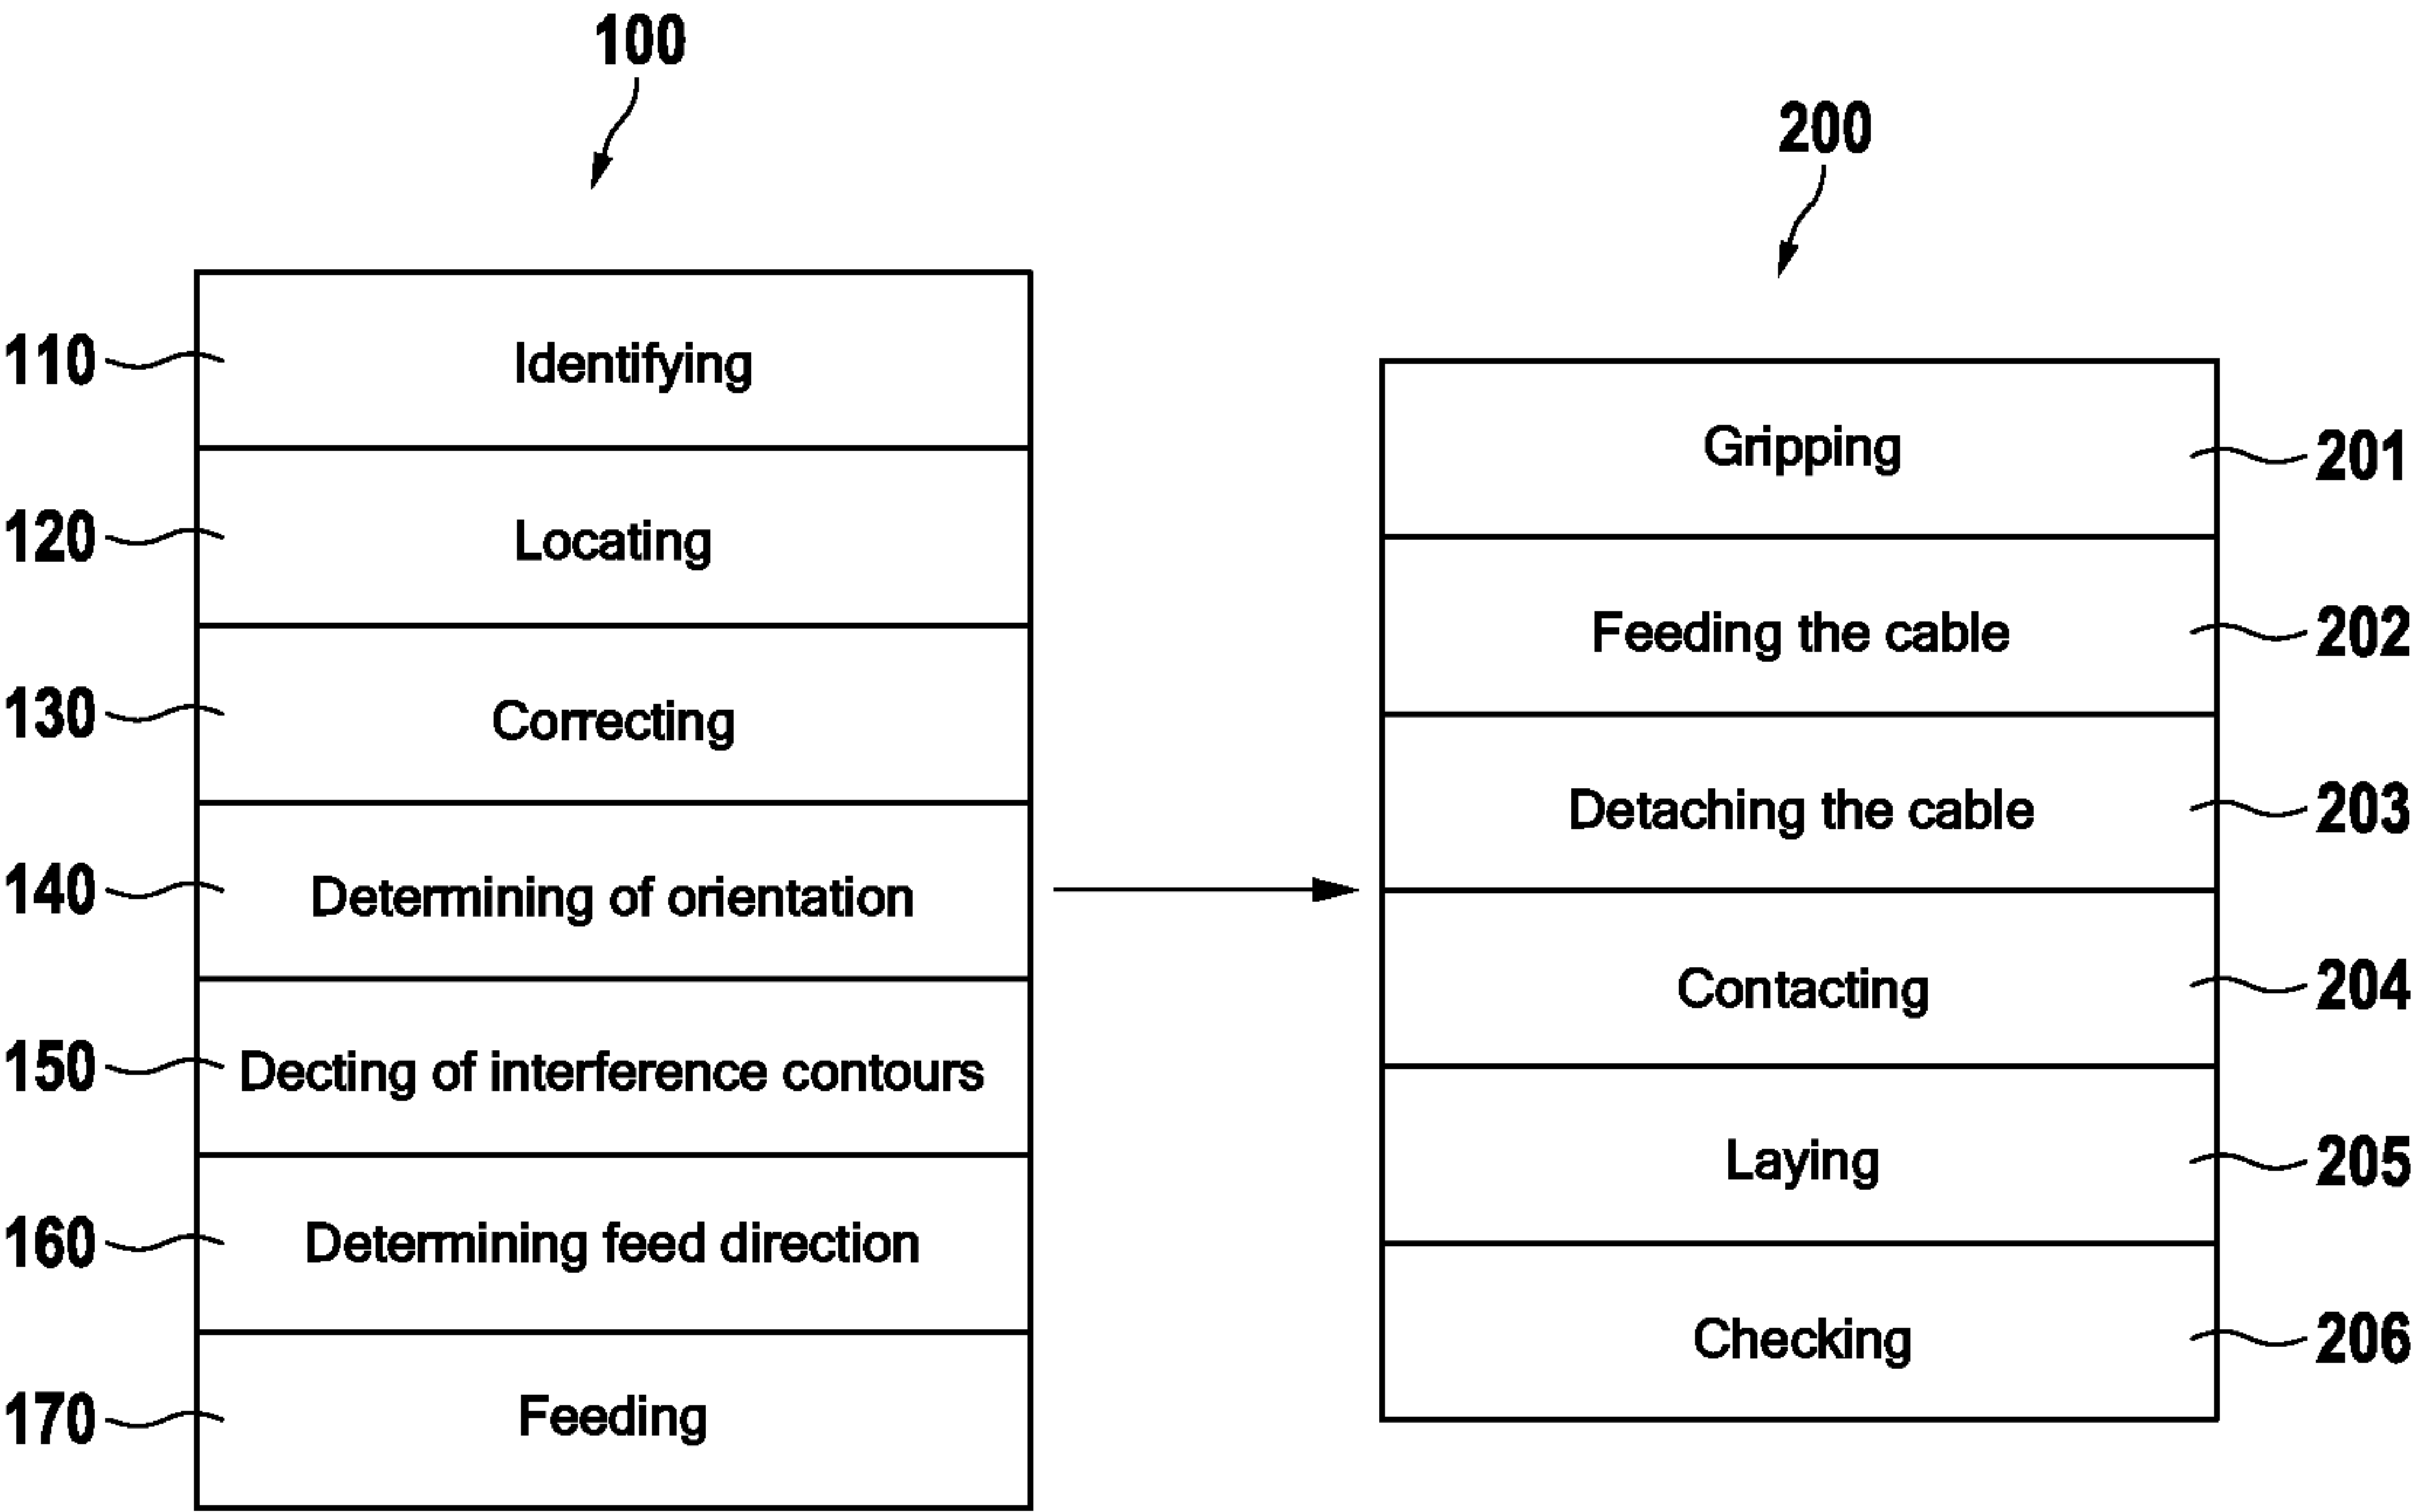 100
200
110 Identifying
120 Locating
130 Correcting
140 Determining of orientation
150 Decting of interference contours
160 Determining feed direction
170 Feeding
Gripping 201
Feeding the cable 202
Detaching the cable 203
Contacting 204
Laying 205
Checking 206